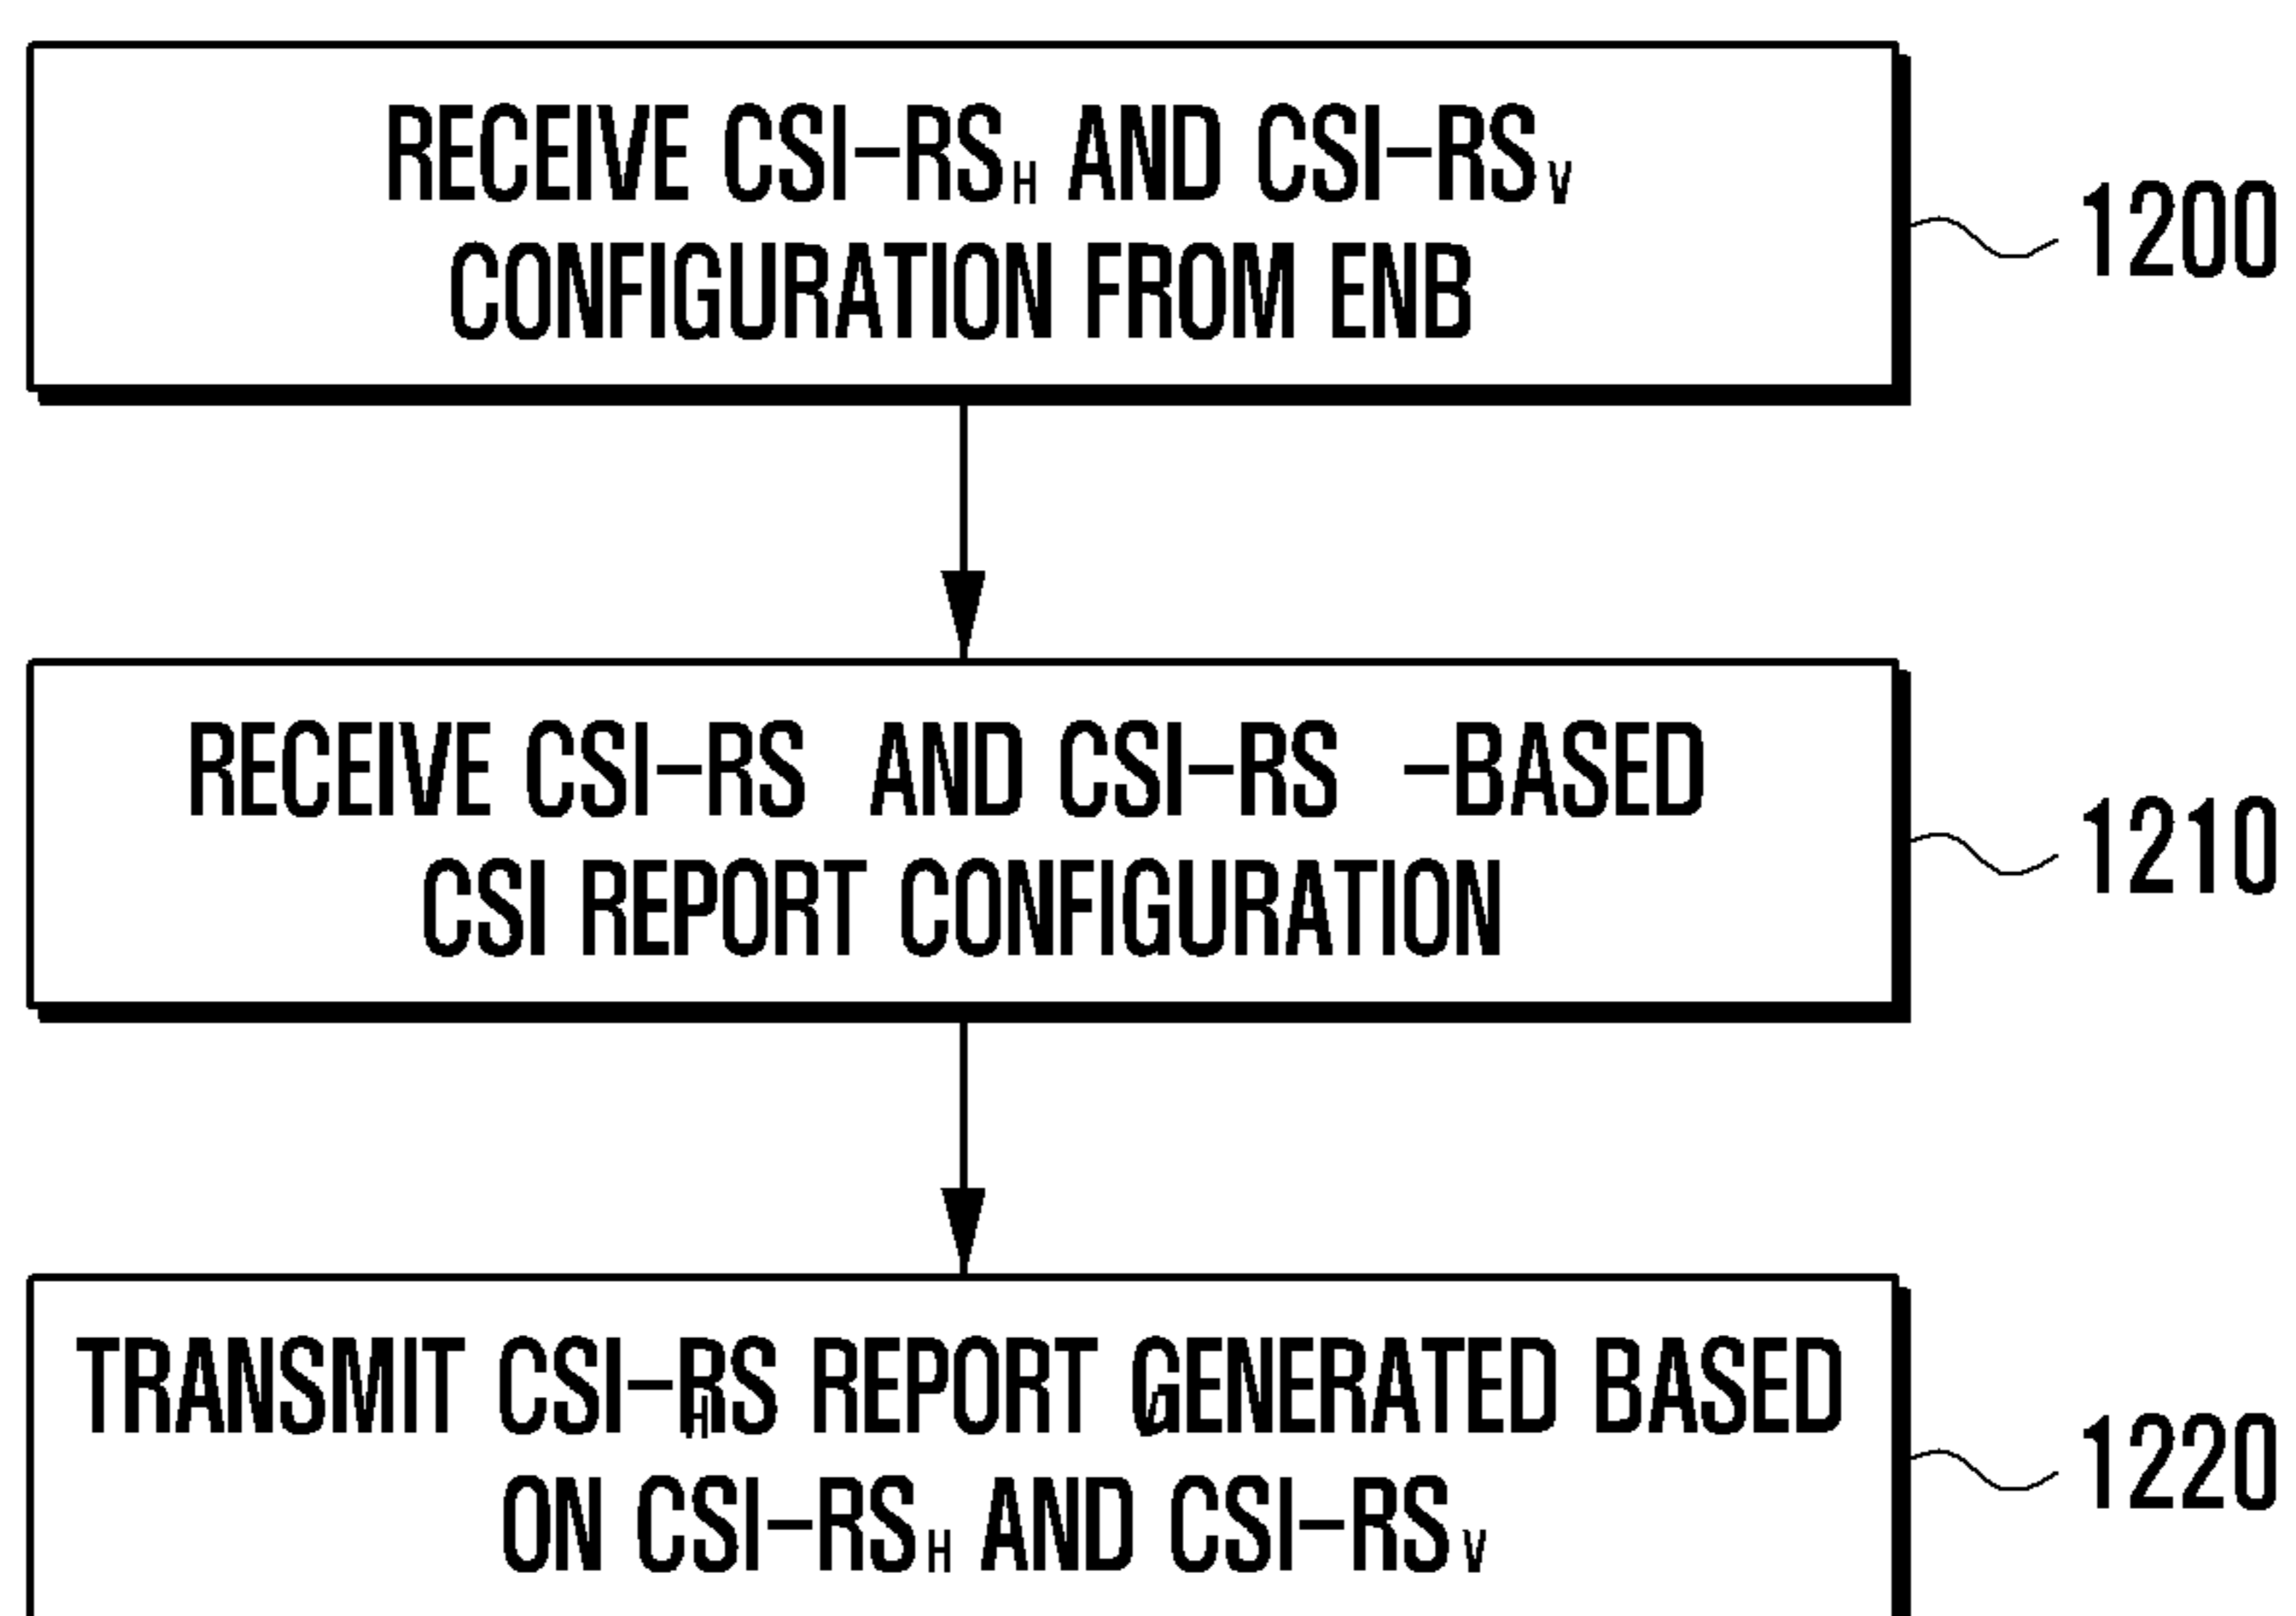 RECEIVE CSI-RSH AND CSI-RSV
CONFIGURATION FROM ENB
1200
RECEIVE CSI-RS AND CSI-RS -BASED
CSI REPORT CONFIGURATION
1210
TRANSMIT CSI-RS REPORT GENERATED BASED
ON CSI-RSH AND CSI-RSV
1220